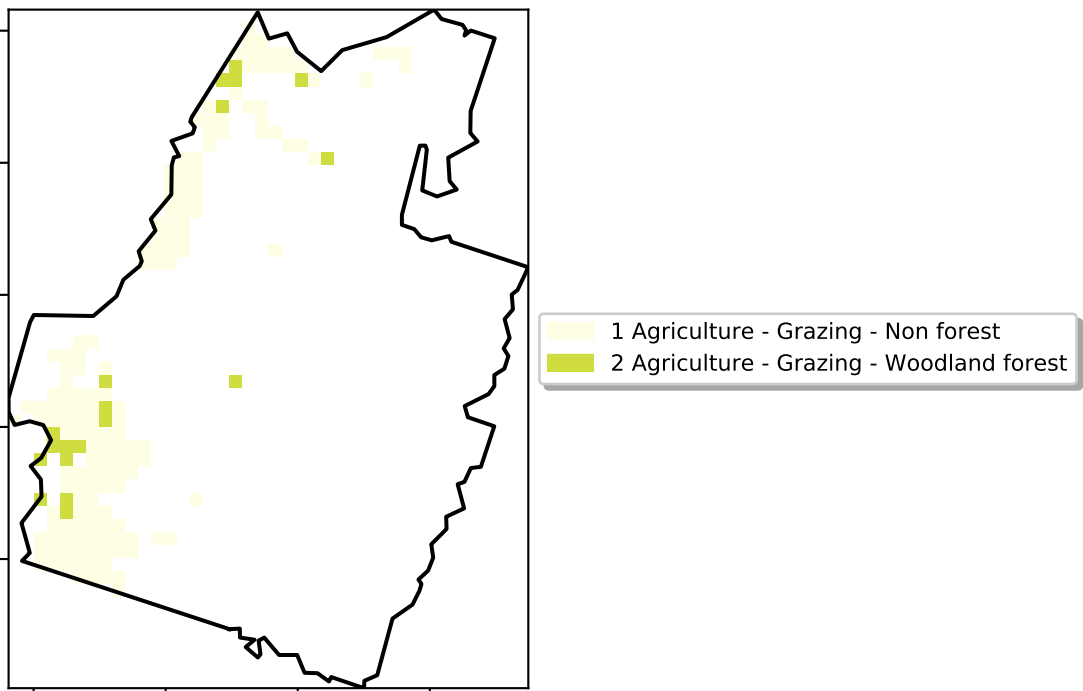 1 Agriculture - Grazing - Non forest
2 Agriculture - Grazing - Woodland forest